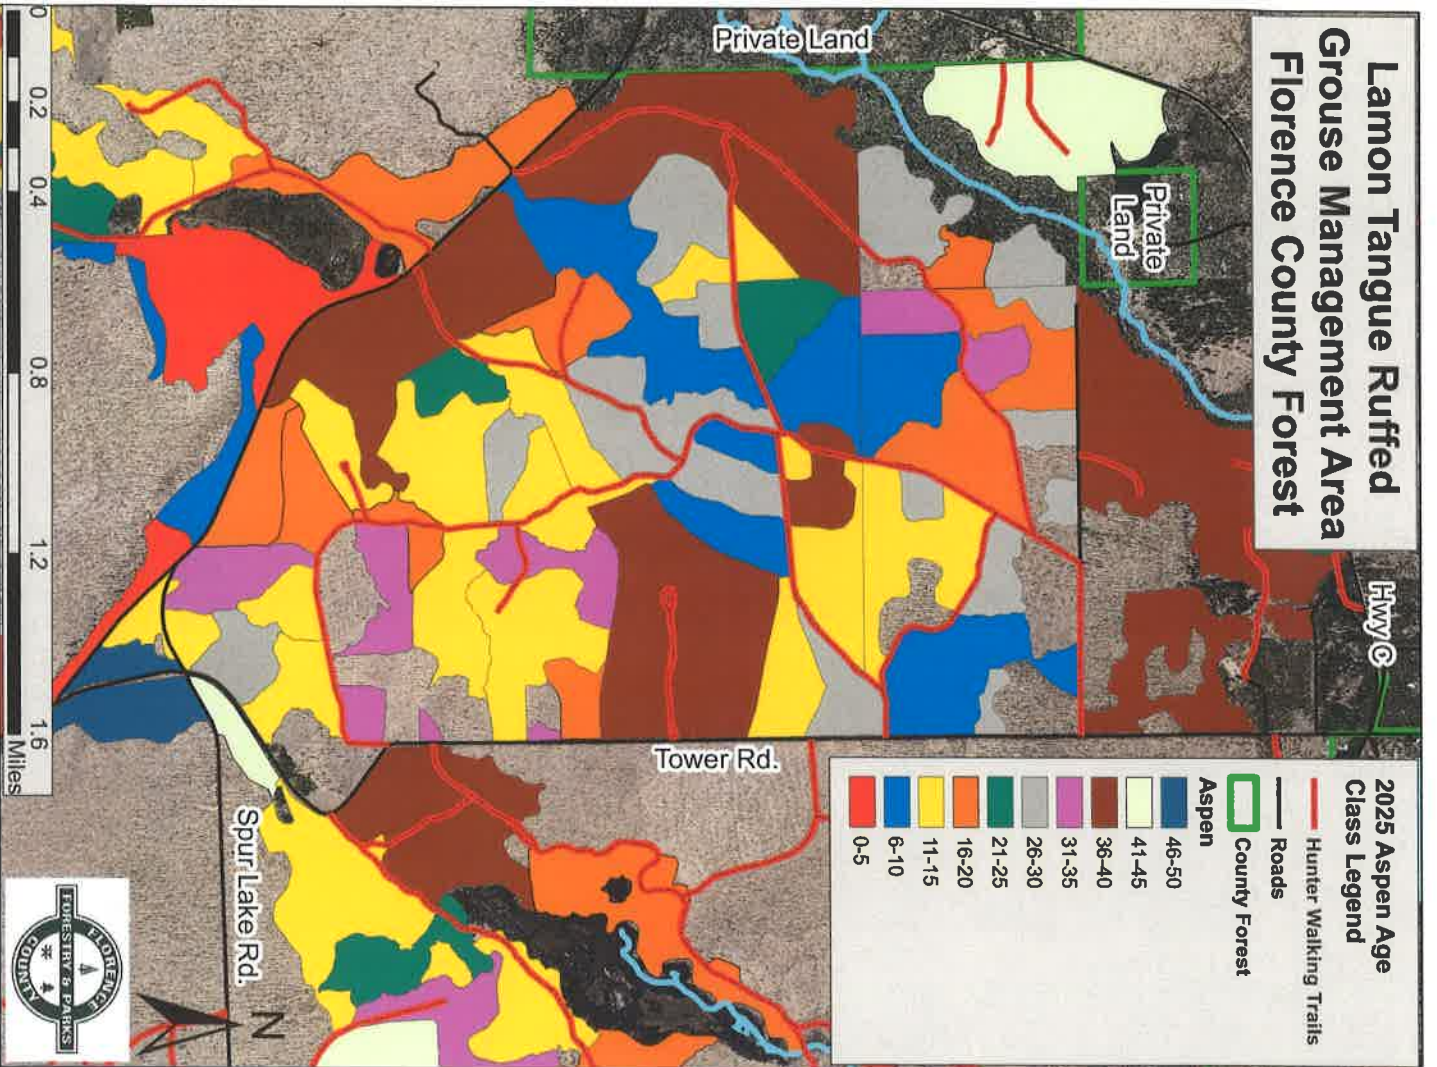 Lamon Tangue Ruffed
Grouse Management Area
Florence County Forest
Hwy C
Private Land
Private
Land
Tower Rd.
Spur Lake Rd.
2025 Aspen Age
Class Legend
Hunter Walking Trails
Roads
County Forest
Aspen
46-50
41-45
36-40
31-35
26-30
21-25
16-20
11-15
6-10
0-5
0 0.2 0.4 0.8 1.2 1.6
Miles
N
FLORENCE
FORESTRY & PARKS
COUNTY